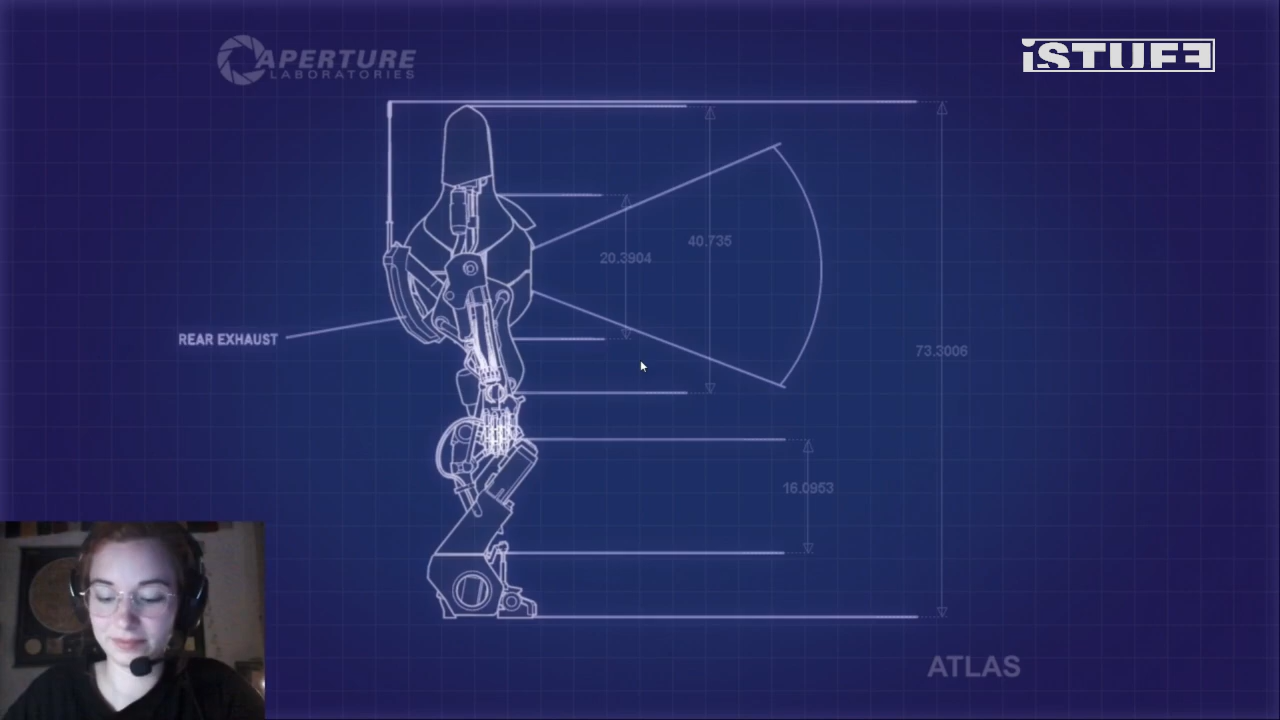 APERTURE
LABORATORIES
iSTUFF
40.735
20.3904
REAR EXHAUST
73.3006
16.0953
ATLAS